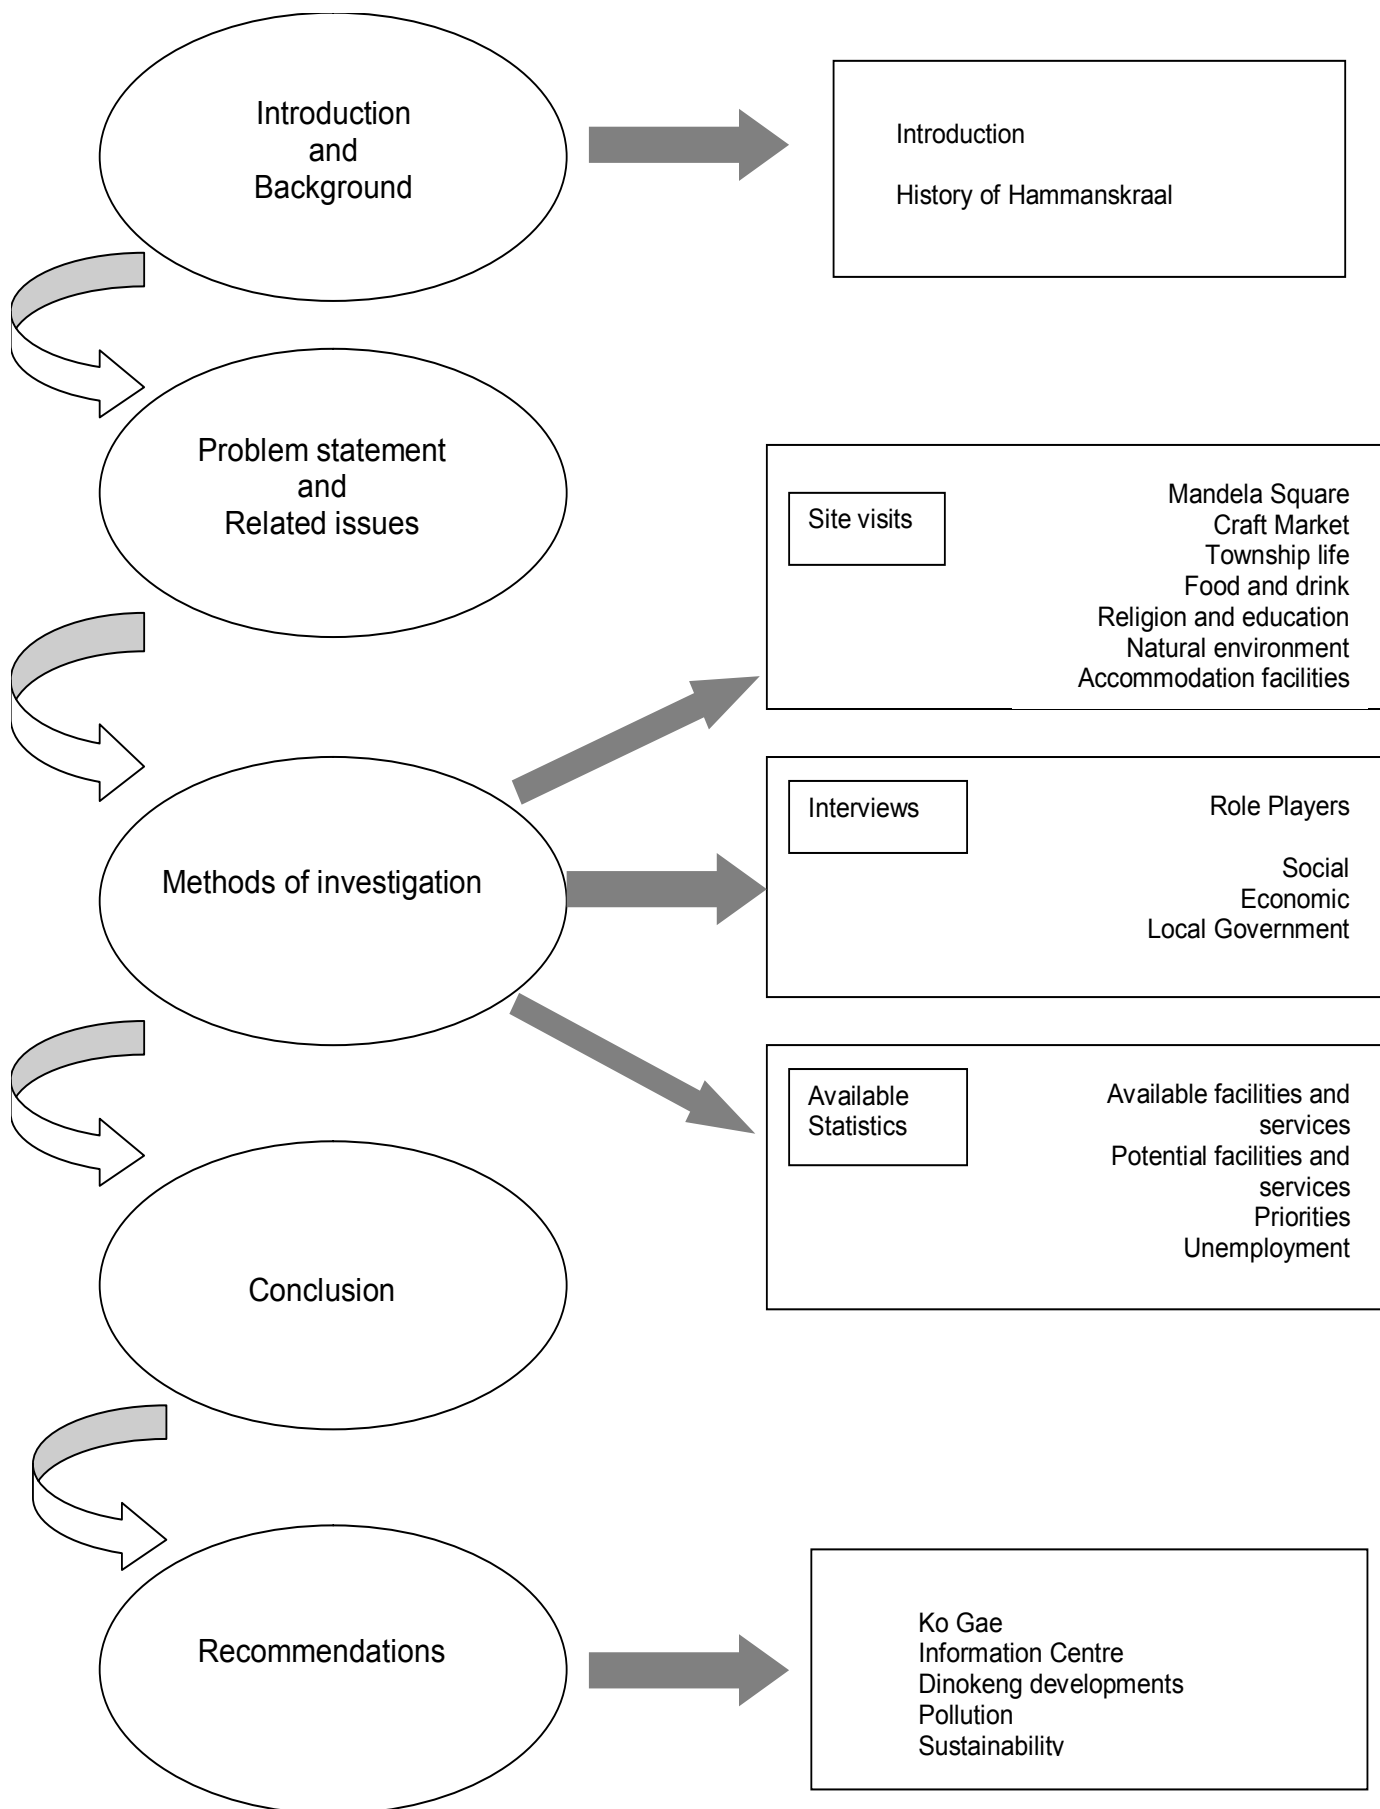 Introduction
and
Background
Introduction
History of Hammanskraal
Problem statement
and
Related issues
Site visits
Mandela Square
Craft Market
Township life
Food and drink
Religion and education
Natural environment
Accommodation facilities
Methods of investigation
Interviews
Role Players
Social
Economic
Local Government
Available
Statistics
Available facilities and
services
Potential facilities and
services
Priorities
Unemployment
Conclusion
Recommendations
Ko Gae
Information Centre
Dinokeng developments
Pollution
Sustainability